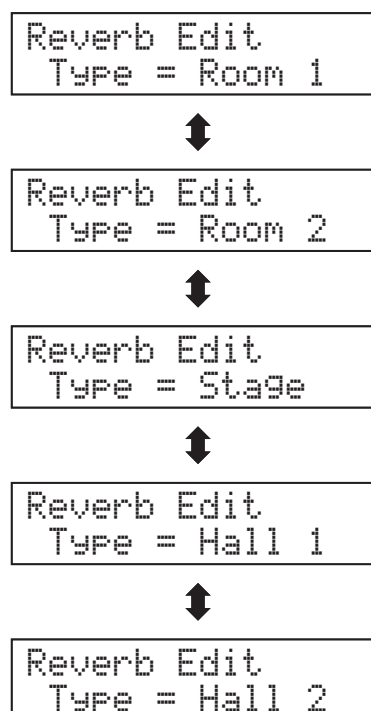 Reverb Edit
Type = Room 1
Reverb Edit
Type = Room 2
Reverb Edit
Type = Stage
Reverb Edit
Type = Hall 1
Reverb Edit
Type = Hall 2